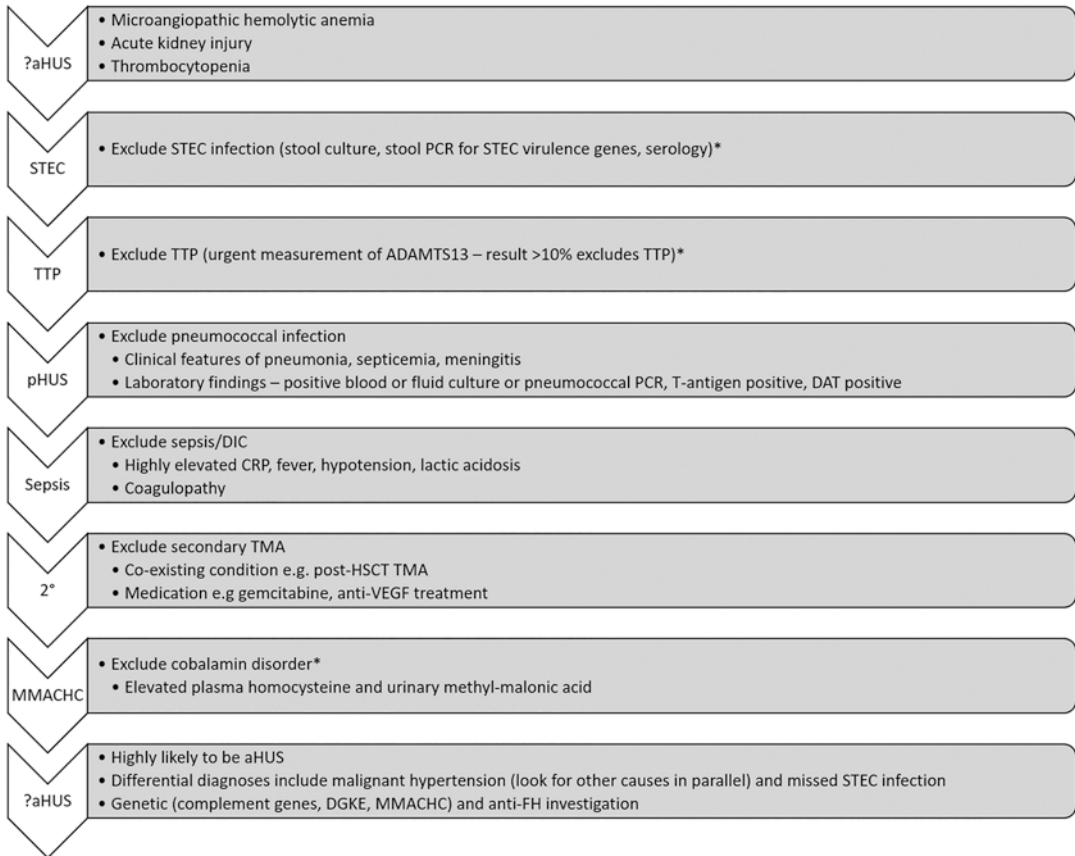 ?aHUS
• Microangiopathic hemolytic anemia
• Acute kidney injury
• Thrombocytopenia
STEC
• Exclude STEC infection (stool culture, stool PCR for STEC virulence genes, serology)*
TTP
• Exclude TTP (urgent measurement of ADAMTS13 – result >10% excludes TTP)*
pHUS
• Exclude pneumococcal infection
• Clinical features of pneumonia, septicemia, meningitis
• Laboratory findings – positive blood or fluid culture or pneumococcal PCR, T-antigen positive, DAT positive
Sepsis
• Exclude sepsis/DIC
• Highly elevated CRP, fever, hypotension, lactic acidosis
• Coagulopathy
2°
• Exclude secondary TMA
• Co-existing condition e.g. post-HSCT TMA
• Medication e.g gemcitabine, anti-VEGF treatment
MMACHC
• Exclude cobalamin disorder*
• Elevated plasma homocysteine and urinary methyl-malonic acid
?aHUS
• Highly likely to be aHUS
• Differential diagnoses include malignant hypertension (look for other causes in parallel) and missed STEC infection
• Genetic (complement genes, DGKE, MMACHC) and anti-FH investigation